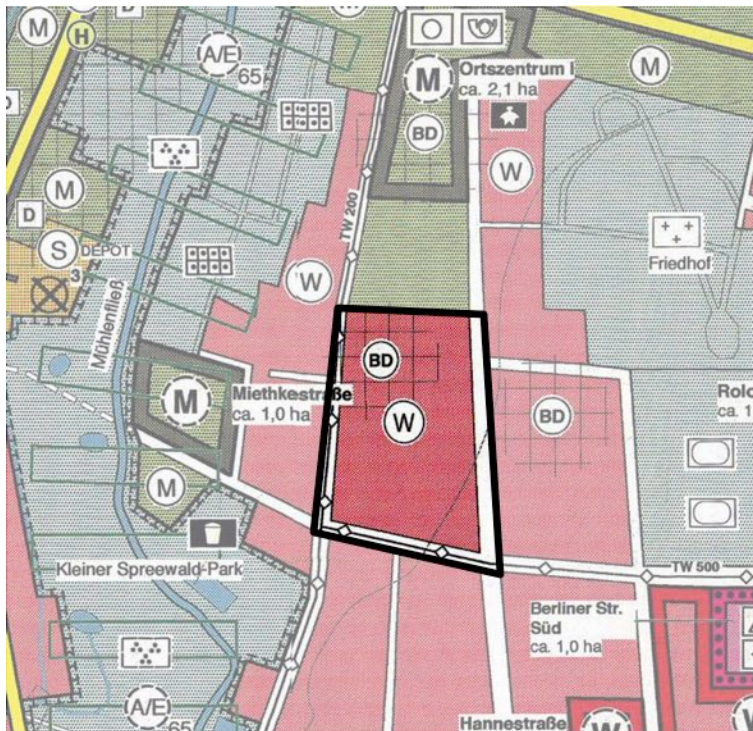 M
D
M
H
A/E
65
M
Ortszentrum I
ca. 2,1 ha
M
BD
W
M
D
S
DEPOT
3
TW 200
W
Friedhof
Mühlenfließ
BD
W
BD
M
Miethkestraße
ca. 1,0 ha
M
Kleiner Spreewald-Park
TW 500
Berliner Str.
Süd
ca. 1,0 ha
A/E
65
Hannestraße
W